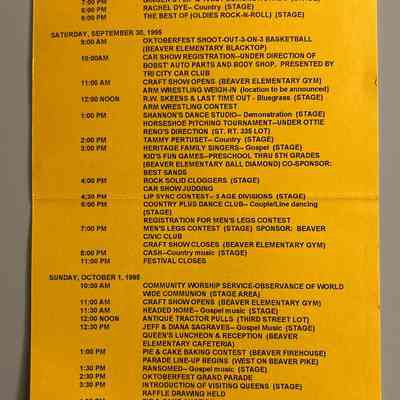 7:00 PM
6:00 PM RACHEL DYE-- Country (STAGE)
9:00 PM THE BEST OF (OLDIES ROCK-N-ROLL) (STAGE)
SATURDAY, SEPTEMBER 30, 1995
9:00 AM OKTOBERFEST SHOOT-OUT-3-ON-3 BASKETBALL
(BEAVER ELEMENTARY BLACKTOP)
10:00AM CAR SHOW REGISTRATION--UNDER DIRECTION OF
BOBST AUTO PARTS AND BODY SHOP. PRESENTED BY
TRI CITY CAR CLUB
11:00 AM CRAFT SHOW OPENS (BEAVER ELEMENTARY GYM)
ARM WRESTLING WEIGH-IN (location to be announced)
12:00 NOON R.W. SKEENS & LAST TIME OUT - Bluegrass (STAGE)
ARM WRESTLING CONTEST
1:00 PM SHANNON'S DANCE STUDIO-- Demonstration (STAGE)
HORSESHOE PITCHING TOURNAMENT--UNDER OTTIE
RENO'S DIRECTION (ST. RT. 335 LOT)
2:00 PM TAMMY PERTUSET-- Country (STAGE)
3:00 PM HERITAGE FAMILY SINGERS-- Gospel (STAGE)
KID'S FUN GAMES--PRESCHOOL THRU 5TH GRADES
(BEAVER ELEMENTARY BALL DIAMOND) CO-SPONSOR:
BEST SANDS
4:00 PM ROCK SOLID CLOGGERS (STAGE)
CAR SHOW JUDGING
4:30 PM LIP SYNC CONTEST-- 3 AGE DIVISIONS (STAGE)
6:00 PM COUNTRY PLUS DANCE CLUB-- Couple/Line dancing
(STAGE)
REGISTRATION FOR MEN'S LEGS CONTEST
7:00 PM MEN'S LEGS CONTEST (STAGE) SPONSOR: BEAVER
CIVIC CLUB
CRAFT SHOW CLOSES (BEAVER ELEMENTARY GYM)
8:00 PM CASH--Country music (STAGE)
11:00 PM FESTIVAL CLOSES
SUNDAY, OCTOBER 1, 1995
10:00 AM COMMUNITY WORSHIP SERVICE-OBSERVANCE OF WORLD
WIDE COMMUNION (STAGE AREA)
11:00 AM CRAFT SHOW OPENS (BEAVER ELEMENTARY GYM)
11:30 AM HEADED HOME-- Gospel music (STAGE)
12:00 NOON ANTIQUE TRACTOR PULLS (THIRD STREET LOT)
12:30 PM JEFF & DIANA SAGRAVES-- Gospel Music (STAGE)
QUEEN'S LUNCHEON & RECEPTION (BEAVER
ELEMENTARY CAFETERIA)
1:00 PM PIE & CAKE BAKING CONTEST (BEAVER FIREHOUSE)
PARADE LINE-UP BEGINS (WEST ON BEAVER PIKE)
1:30 PM RANSOMED-- Gospel music (STAGE)
2:30 PM OKTOBERFEST GRAND PARADE
3:30 PM INTRODUCTION OF VISITING QUEENS (STAGE)
RAFFLE DRAWING HELD